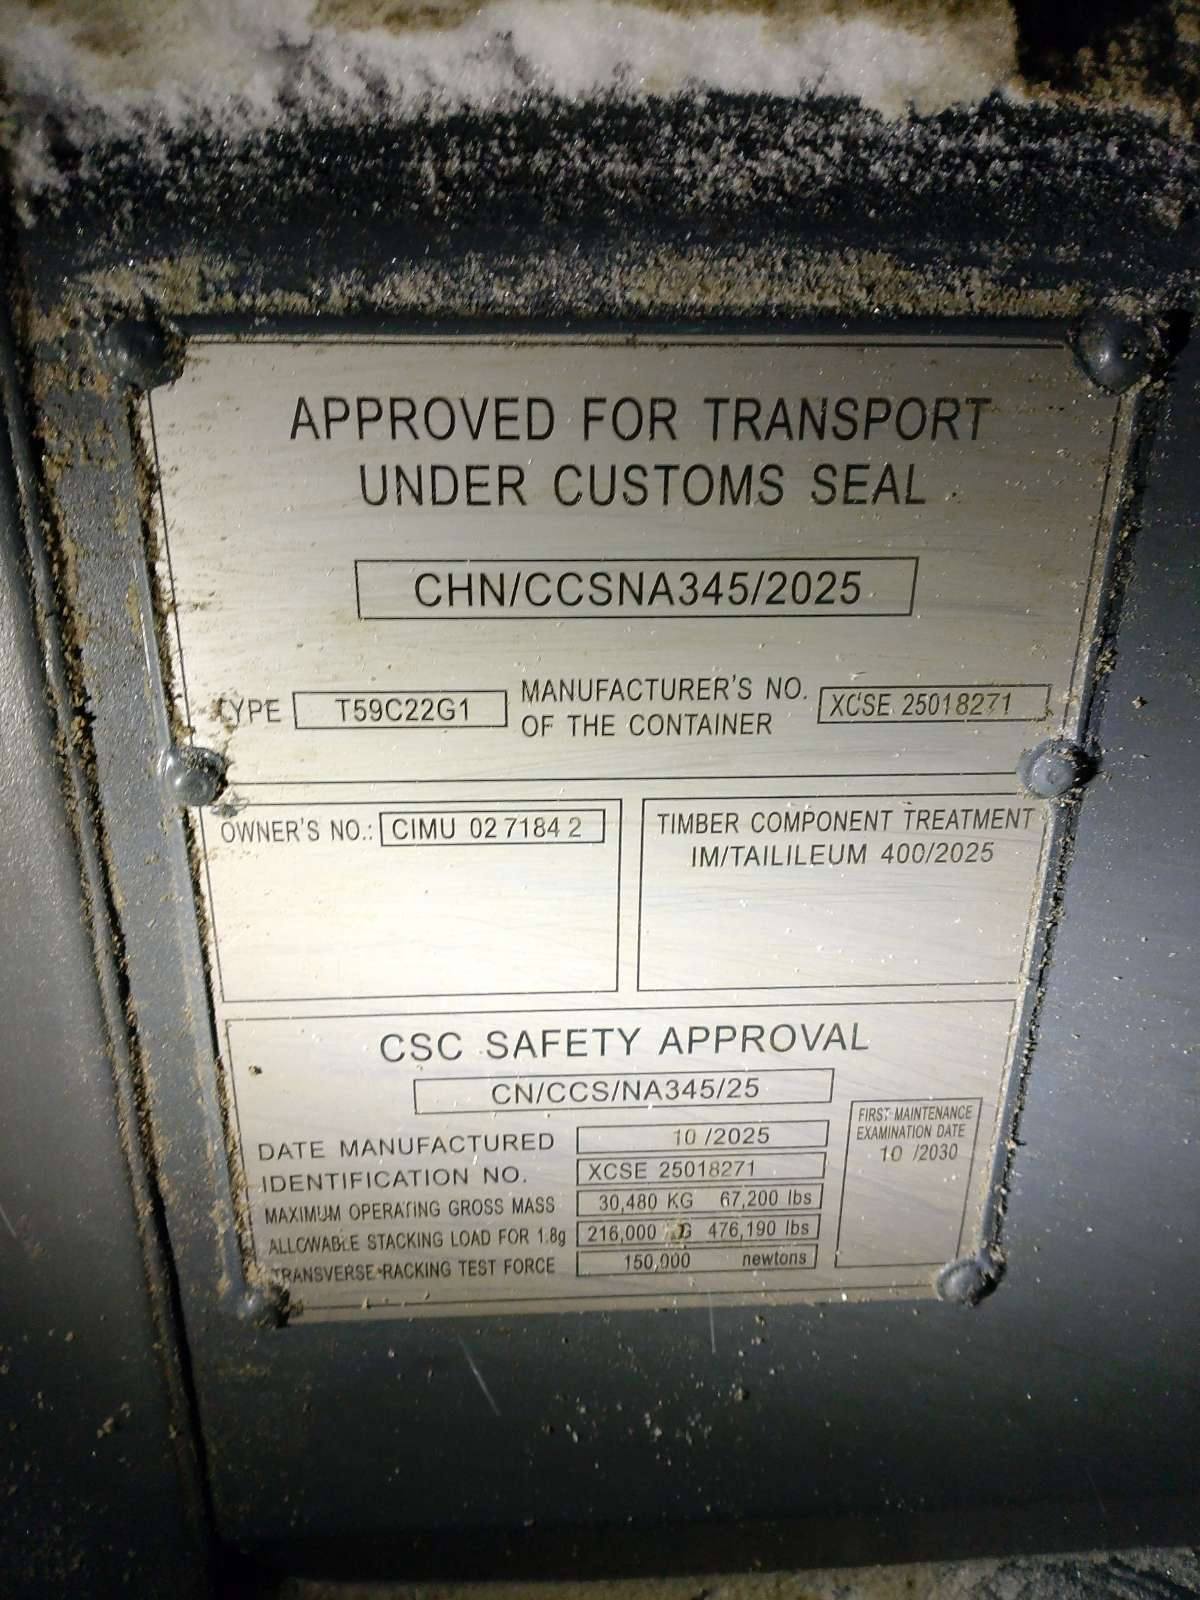 APPROVED FOR TRANSPORT
UNDER CUSTOMS SEAL
CHN/CCSNA345/2025
TYPE T59C22G1 MANUFACTURER'S NO. OF THE CONTAINER XCSE 25018271
OWNER'S NO.: CIMU 027184 2
TIMBER COMPONENT TREATMENT
IM/TAILILEUM 400/2025
CSC SAFETY APPROVAL
CN/CCS/NA345/25
DATE MANUFACTURED 10/2025
IDENTIFICATION NO. XCSE 25018271
MAXIMUM OPERATING GROSS MASS 30,480 KG 67,200 lbs
ALLOWABLE STACKING LOAD FOR 1.8g 216,000 KG 476,190 lbs
TRANSVERSE RACKING TEST FORCE 150,000 newtons
FIRST MAINTENANCE
EXAMINATION DATE
10 /2030